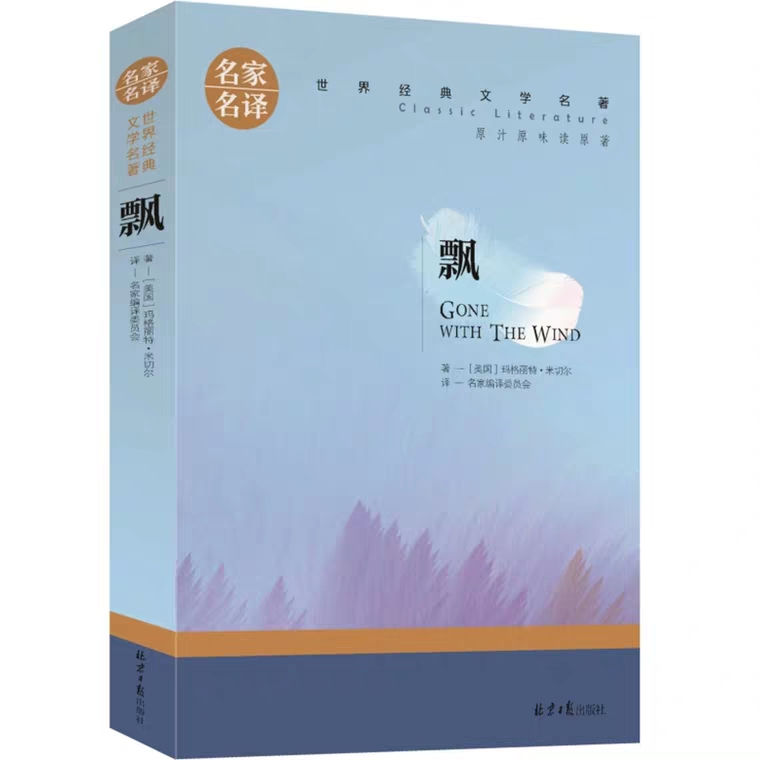 名家
名译
世界经典
文学名著
飘
著—［美国］玛格丽特·米切尔
译—名家编译委员会
北京日报出版社
名家
名译
世界经典文学名著
Classic Literature
原汁原味读原著
飘
GONE
WITH THE WIND
著 —［美国］玛格丽特·米切尔
译 — 名家编译委员会
北京日报出版社